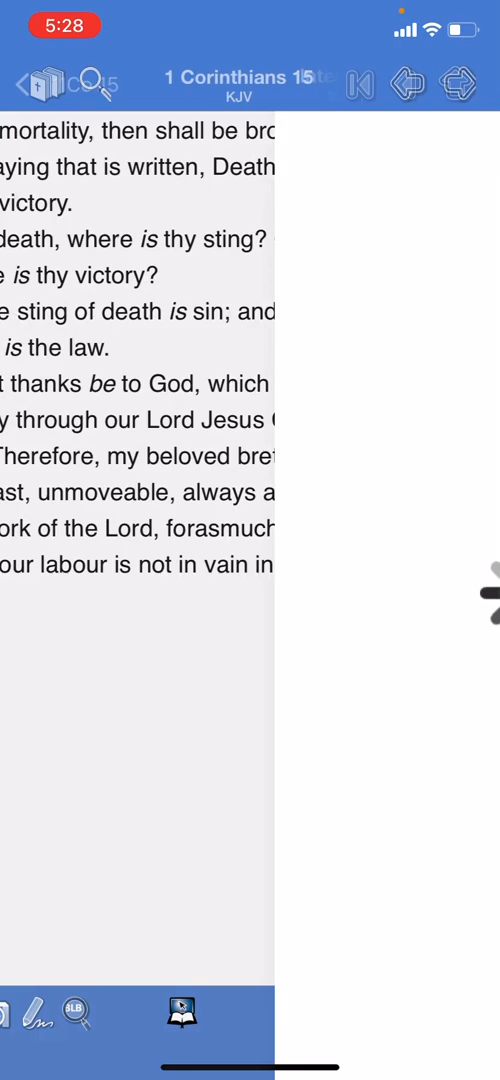 5:28
1 Corinthians 15
KJV
mortality, then shall be bro
aying that is written, Death
victory.
death, where is thy sting?
e is thy victory?
e sting of death is sin; and
is the law.
t thanks be to God, which
y through our Lord Jesus
Therefore, my beloved bret
ast, unmoveable, always a
ork of the Lord, forasmuch
our labour is not in vain in
BLB